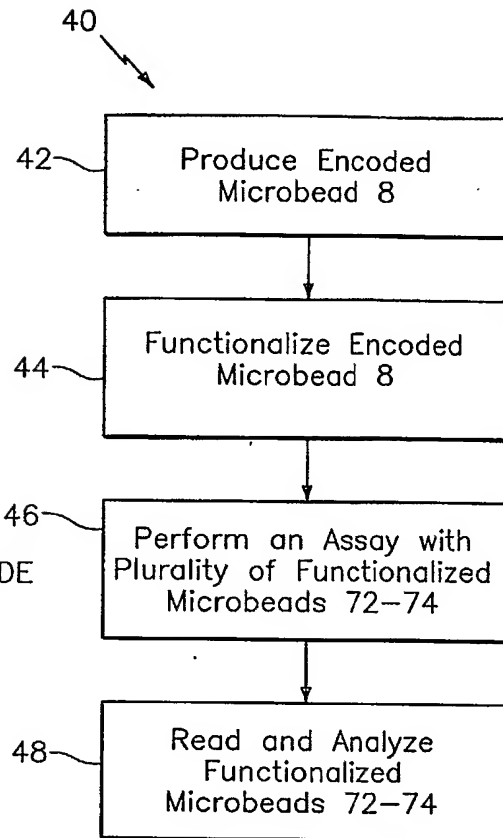 40
42
Produce Encoded
Microbead 8
44
Functionalize Encoded
Microbead 8
46
DE
Perform an Assay with
Plurality of Functionalized
Microbeads 72-74
48
Read and Analyze
Functionalized
Microbeads 72-74